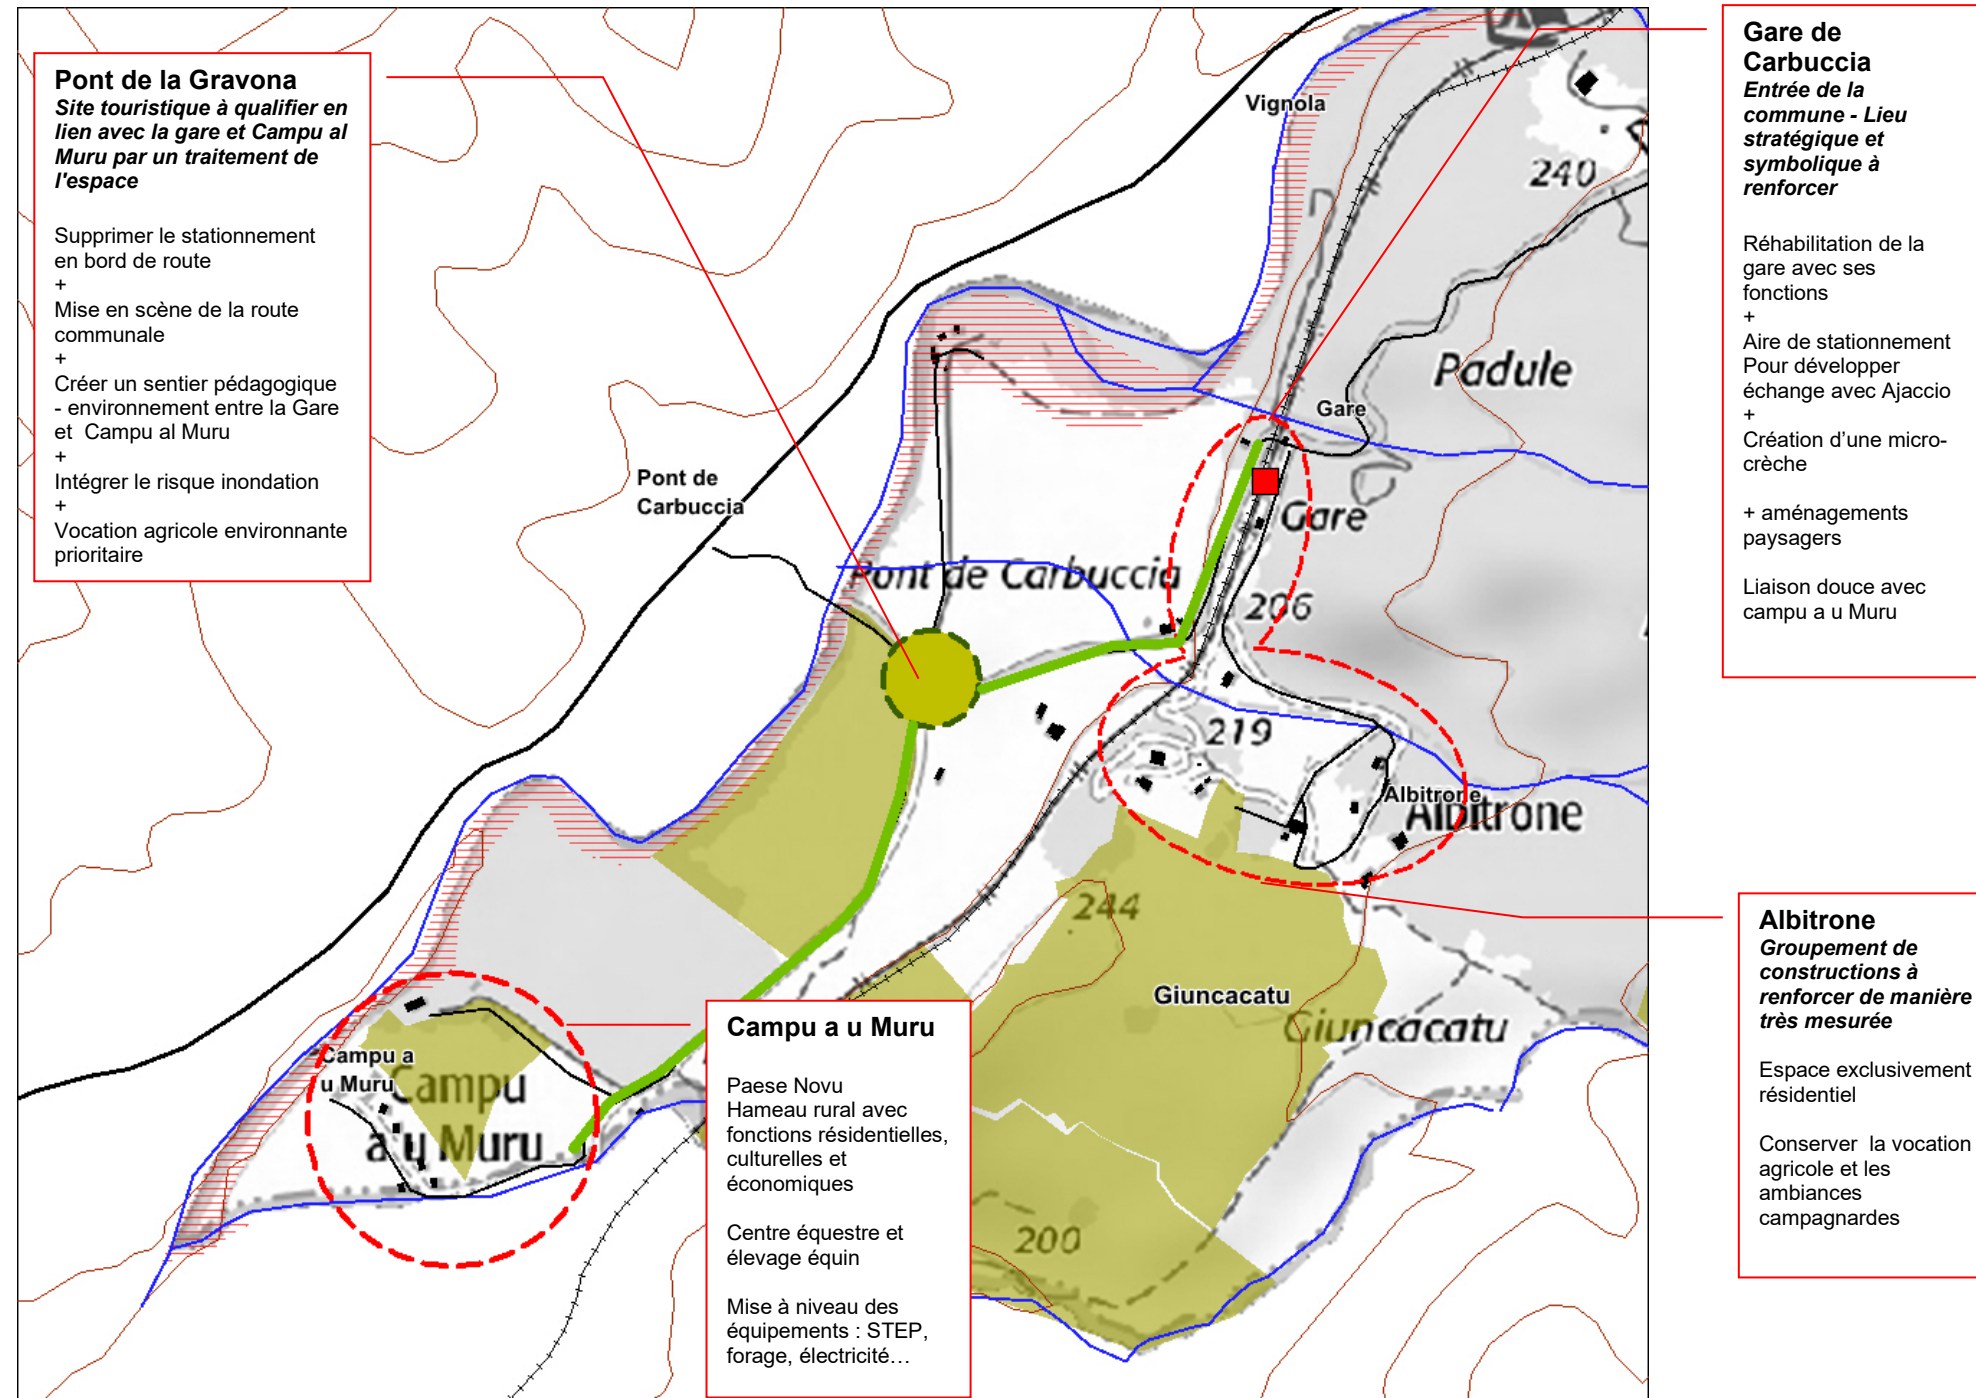 Pont de la Gravona
Site touristique à qualifier en
lien avec la gare et Campu al
Muru par un traitement de
l'espace
Supprimer le stationnement
en bord de route
+
Mise en scène de la route
communale
+
Créer un sentier pédagogique
- environnement entre la Gare
et Campu al Muru
+
Intégrer le risque inondation
+
Vocation agricole environnante
prioritaire
Gare de
Carbuccia
Entrée de la
commune - Lieu
stratégique et
symbolique à
renforcer
Réhabilitation de la
gare avec ses
fonctions
+
Aire de stationnement
Pour développer
échange avec Ajaccio
+
Création d'une micro-
crèche
+ aménagements
paysagers
Liaison douce avec
campu a u Muru
Vignola
240
Padule
Gare
Pont de
Carbuccia
Gare
Pont de Carbuccia
206
219
Albitrone
Albitrone
244
Giuncacatu
Giuncacatu
200
Campu a
u Muru
Campu
a u Muru
Campu a u Muru
Paese Novu
Hameau rural avec
fonctions résidentielles,
culturelles et
économiques
Centre équestre et
élevage équin
Mise à niveau des
équipements : STEP,
forage, électricité…
Albitrone
Groupement de
constructions à
renforcer de manière
très mesurée
Espace exclusivement
résidentiel
Conserver la vocation
agricole et les
ambiances
campagnardes